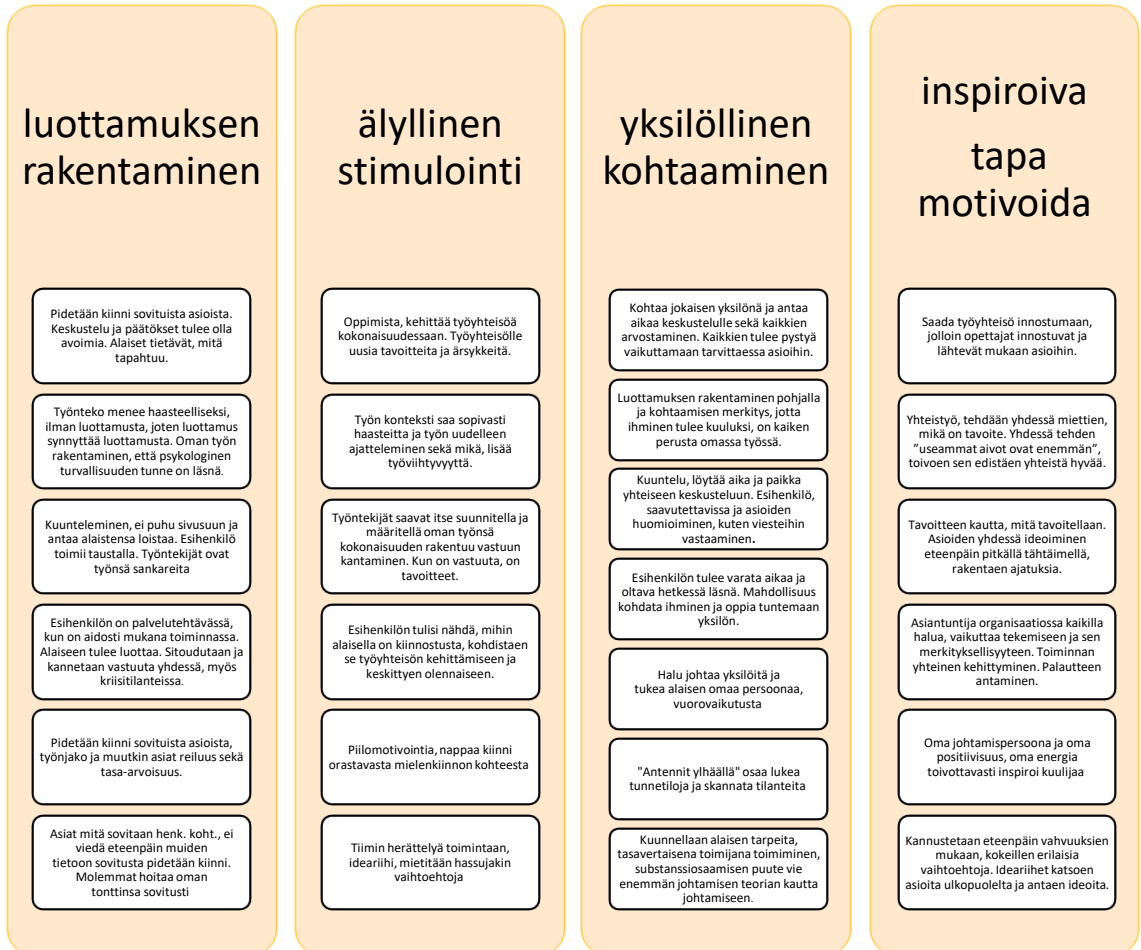 luottamuksen
rakentaminen
Pidetään kiinni sovituista asioista.
Keskustelu ja päätökset tulee olla
avoimia. Alaiset tietävät, mitä
tapahtuu.
Työnteko menee haasteelliseksi,
ilman luottamusta, joten luottamus
synnyttää luottamusta. Oman työn
rakentaminen, että psykologinen
turvallisuuden tunne on läsnä.
Kuunteleminen, ei puhu sivusuun ja
antaa alaistensa loistaa. Esihenkilö
toimii taustalla. Työntekijät ovat
työnsä sankareita
Esihenkilön on palvelutehtävässä,
kun on aidosti mukana toiminnassa.
Alaiseen tulee luottaa. Sitoudutaan ja
kannetaan vastuuta yhdessä, myös
kriisitilanteissa.
Pidetään kiinni sovituista asioista,
työnjako ja muutkin asiat reiluus sekä
tasa-arvoisuus.
Asiat mitä sovitaan henk. koht., ei
viedä eteenpäin muiden
tietoon sovitusta pidetään kiinni.
Molemmat hoitaa oman
tonttinsa sovitusti
älyllinen
stimulointi
Oppimista, kehittää työyhteisöä
kokonaisuudessaan. Työyhteisölle
uusia tavoitteita ja ärsykkeitä.
Työn konteksti saa sopivasti
haasteitta ja työn uudelleen
ajatteleminen sekä mikä, lisää
työviihtyvyyttä.
Työntekijät saavat itse suunnitella ja
määritellä oman työnsä
kokonaisuuden rakentuu vastuun
kantaminen. Kun on vastuuta, on
tavoitteet.
Esihenkilön tulisi nähdä, mihin
alaisella on kiinnostusta, kohdistaen
se työyhteisön kehittämiseen ja
keskittyen olennaiseen.
Piilomotivointia, nappaa kiinni
orastavasta mielenkiinnon kohteesta
Tiimin herättelyä toimintaan,
ideariihi, mietitään hassujakin
vaihtoehtoja
yksilöllinen
kohtaaminen
Kohtaa jokaisen yksilönä ja antaa
aikaa keskustelulle sekä kaikkien
arvostaminen. Kaikkien tulee pystyä
vaikuttamaan tarvittaessa asioihin.
Luottamuksen rakentaminen pohjalla
ja kohtaamisen merkitys, jotta
ihminen tulee kuuluksi, on kaiken
perusta omassa työssä.
Kuuntelu, löytää aika ja paikka
yhteiseen keskusteluun. Esihenkilö,
saavutettavissa ja asioiden
huomioiminen, kuten viesteihin
vastaaminen.
Esihenkilön tulee varata aikaa ja
oltava hetkessä läsnä. Mahdollisuus
kohdata ihminen ja oppia tuntemaan
yksilön.
Halu johtaa yksilöitä ja
tukea alaisen omaa persoonaa,
vuorovaikutusta
"Antennit ylhäällä" osaa lukea
tunnetiloja ja skannata tilanteita
Kuunnellaan alaisen tarpeita,
tasavertaisena toimijana toimiminen,
substanssiosaamisen puute vie
enemmän johtamisen teorian kautta
johtamiseen.
inspiroiva
tapa
motivoida
Saada työyhteisö innostumaan,
jolloin opettajat innostuvat ja
lähtevät mukaan asioihin.
Yhteistyö, tehdään yhdessä miettien,
mikä on tavoite. Yhdessä tehden
”useammat aivot ovat enemmän”,
toivoen sen edistäen yhteistä hyvää.
Tavoitteen kautta, mitä tavoitellaan.
Asioiden yhdessä ideoiminen
eteenpäin pitkällä tähtäimellä,
rakentaen ajatuksia.
Asiantuntija organisaatiossa kaikilla
halua, vaikuttaa tekemiseen ja sen
merkityksellisyyteen. Toiminnan
yhteinen kehittyminen. Palautteen
antaminen.
Oma johtamispersoona ja oma
positiivisuus, oma energia
toivottavasti inspiroi kuulijaa
Kannustetaan eteenpäin vahvuuksien
mukaan, kokeillen erilaisia
vaihtoehtoja. Ideariihet katsoen
asioita ulkopuolelta ja antaen ideoita.